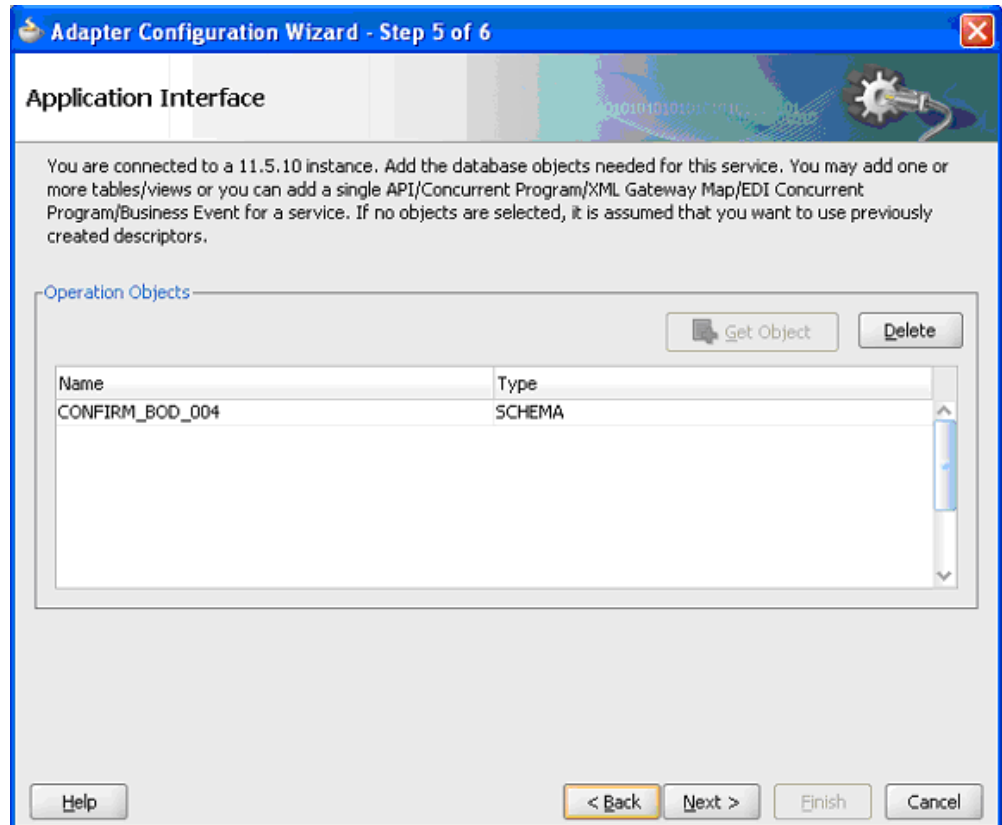 Adapter Configuration Wizard - Step 5 of 6
Application Interface
You are connected to a 11.5.10 instance. Add the database objects needed for this service. You may add one or
more tables/views or you can add a single API/Concurrent Program/XML Gateway Map/EDI Concurrent
Program/Business Event for a service. If no objects are selected, it is assumed that you want to use previously
created descriptors.
Operation Objects
Get Object Delete
Name Type
CONFIRM_BOD_004 SCHEMA
Help < Back Next > Finish Cancel